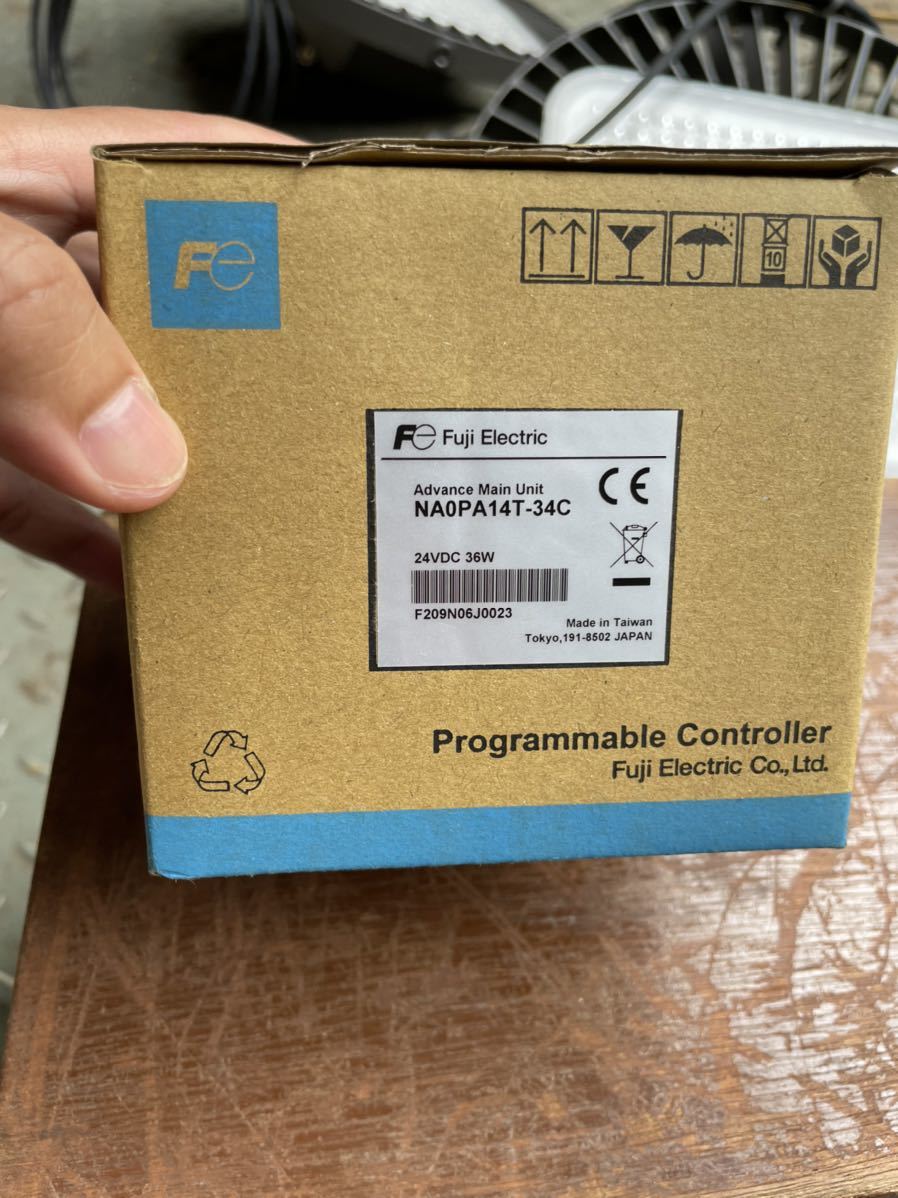 Fe
10
Fe Fuji Electric
Advance Main Unit
NA0PA14T-34C
CE
24VDC 36W
F209N06J0023
Made in Taiwan
Tokyo,191-8502 JAPAN
Programmable Controller
Fuji Electric Co.,Ltd.